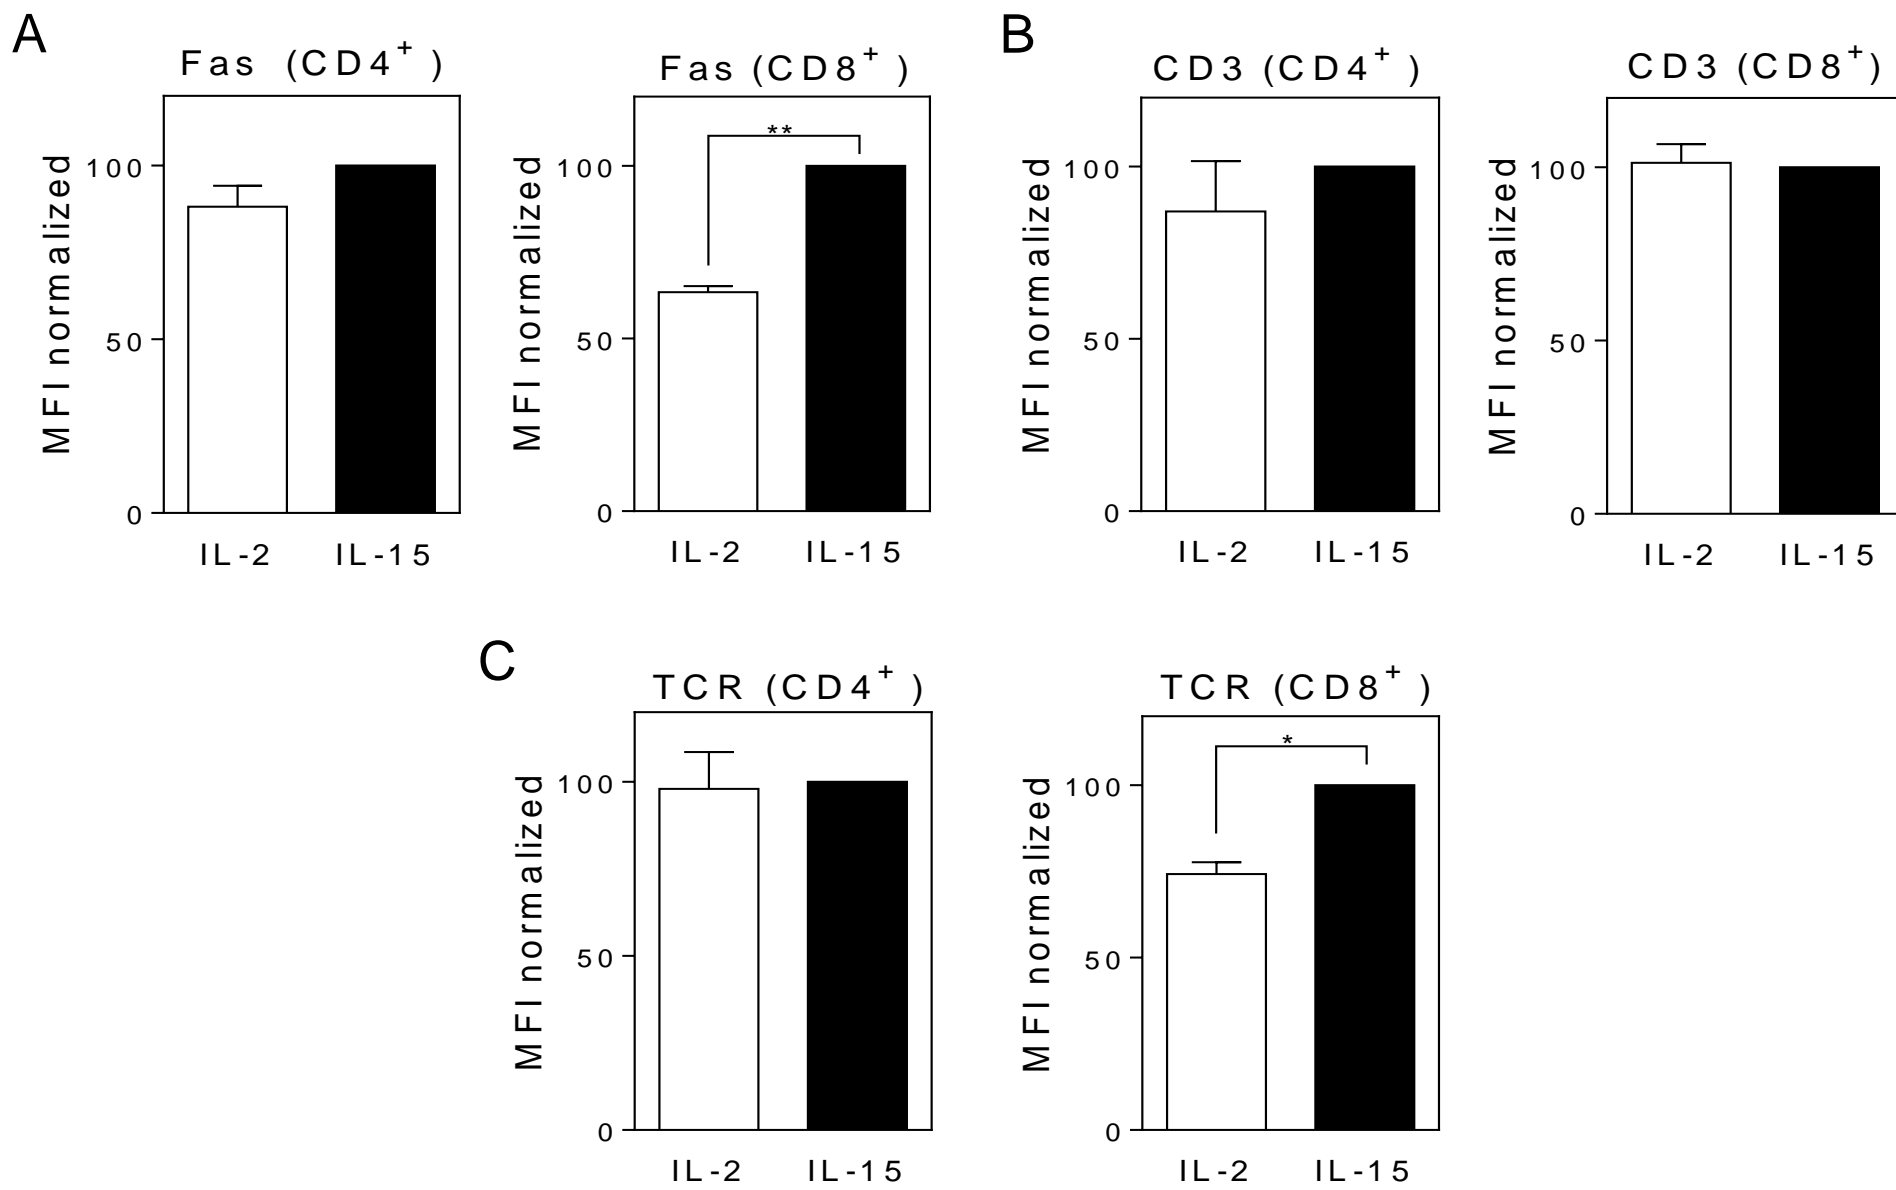 A
Fas (CD4+ )
MFI normalized
100
50
0
IL-2 IL-15
Fas (CD8+ )
MFI normalized
100
50
0
**
IL-2 IL-15
B
CD3 (CD4+ )
MFI normalized
100
50
0
IL-2 IL-15
CD3 (CD8+)
MFI normalized
100
50
0
IL-2 IL-15
C
TCR (CD4+ )
MFI normalized
100
50
0
IL-2 IL-15
TCR (CD8+ )
MFI normalized
100
50
0
*
IL-2 IL-15